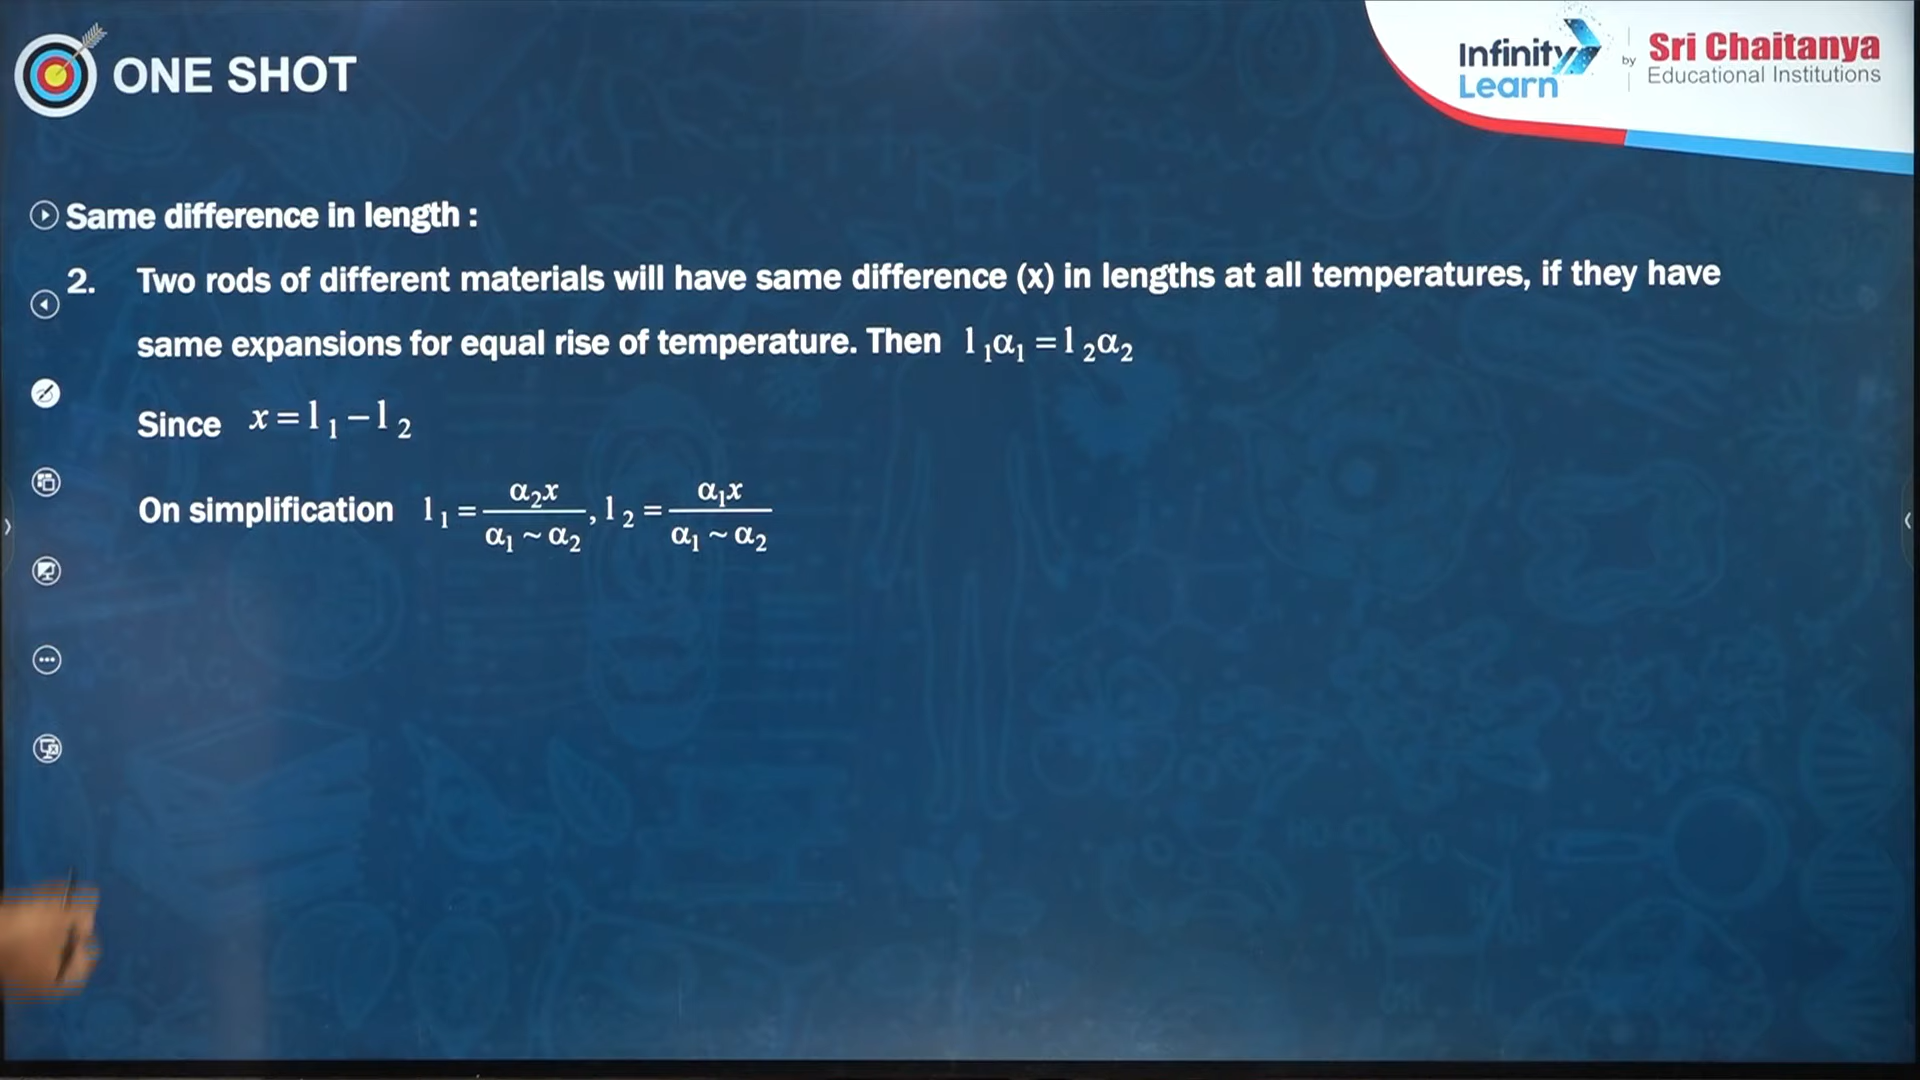 ONE SHOT
Infinity Learn
by
Sri Chaitanya
Educational Institutions
Same difference in length :
2. Two rods of different materials will have same difference (x) in lengths at all temperatures, if they have
same expansions for equal rise of temperature. Then l₁α₁ = l₂α₂
Since x = l₁ − l₂
On simplification l₁ = α₂x / (α₁ ~ α₂), l₂ = α₁x / (α₁ ~ α₂)